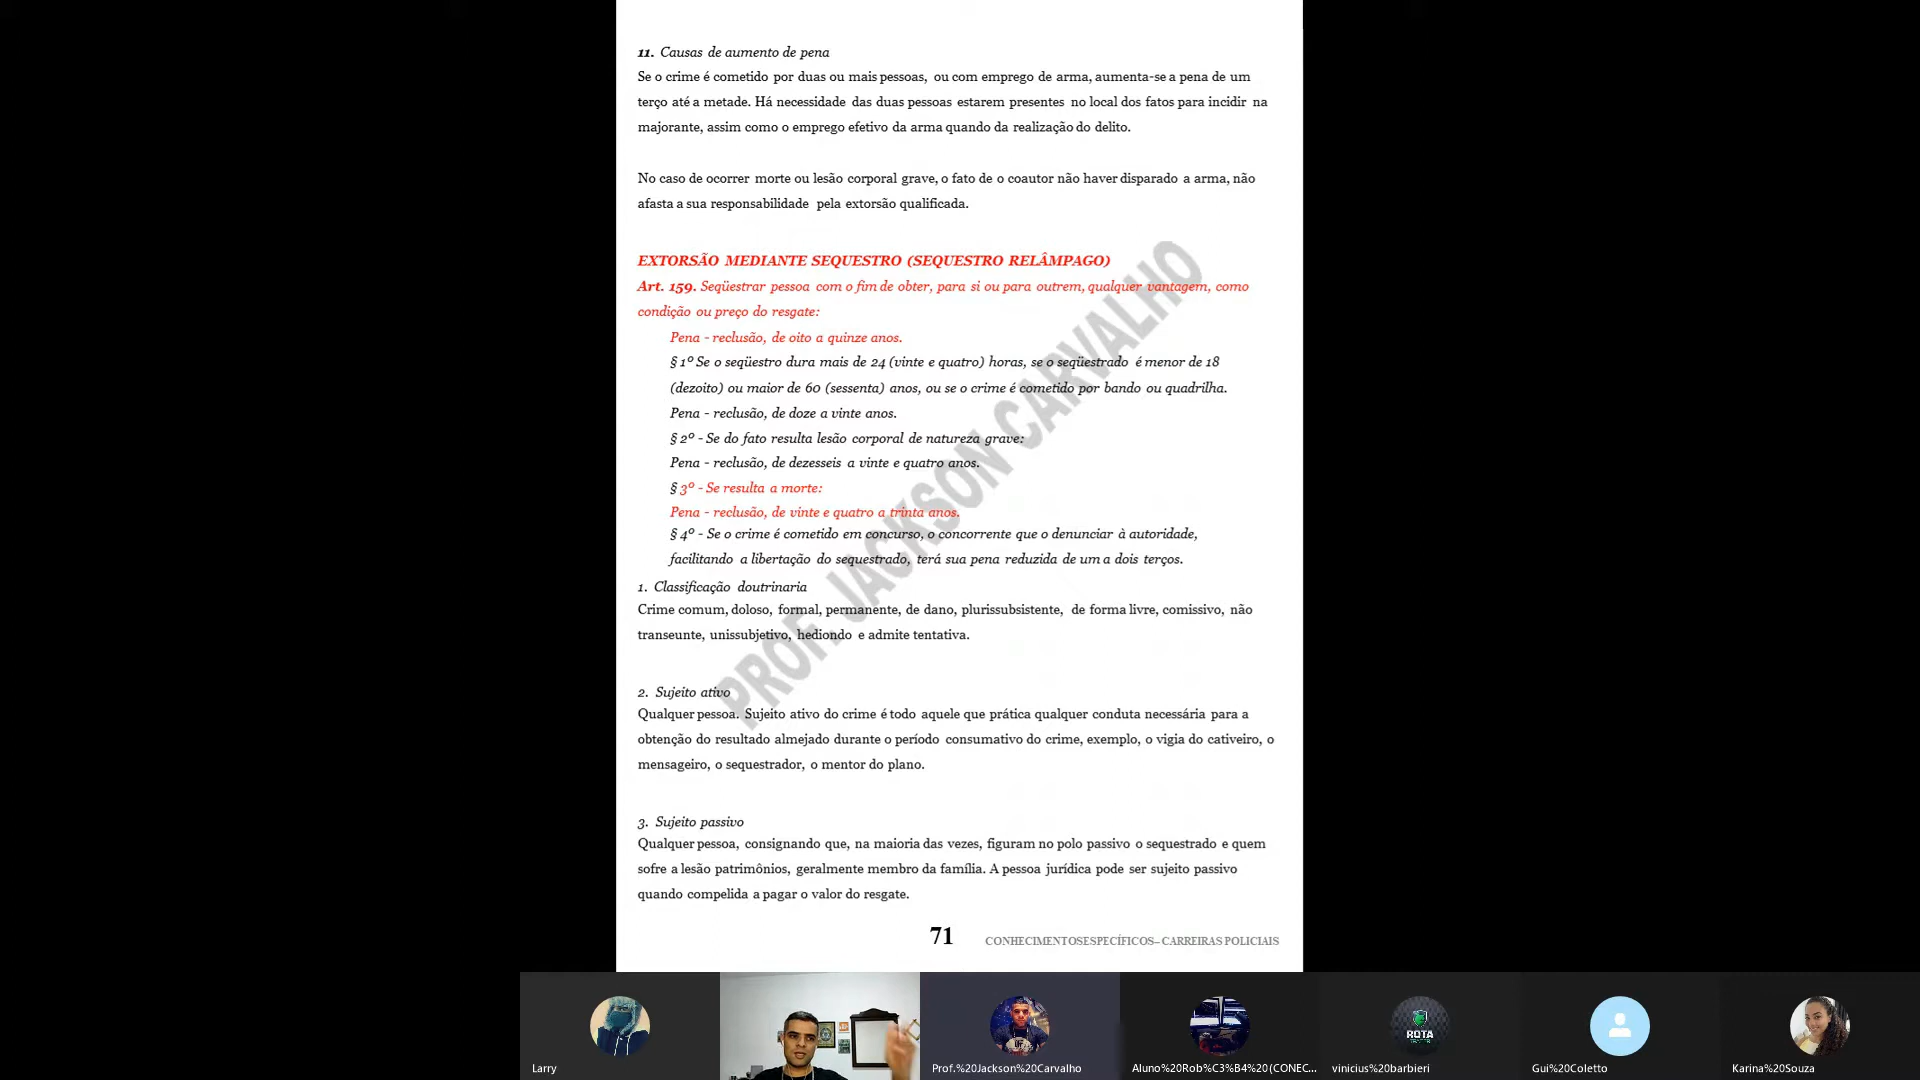 11. Causas de aumento de pena
Se o crime é cometido por duas ou mais pessoas, ou com emprego de arma, aumenta-se a pena de um
terço até a metade. Há necessidade das duas pessoas estarem presentes no local dos fatos para incidir na
majorante, assim como o emprego efetivo da arma quando da realização do delito.
No caso de ocorrer morte ou lesão corporal grave, o fato de o coautor não haver disparado a arma, não
afasta a sua responsabilidade pela extorsão qualificada.
EXTORSÃO MEDIANTE SEQUESTRO (SEQUESTRO RELÂMPAGO)
Art. 159. Seqüestrar pessoa com o fim de obter, para si ou para outrem, qualquer vantagem, como
condição ou preço do resgate:
Pena - reclusão, de oito a quinze anos.
§ 1º Se o seqüestro dura mais de 24 (vinte e quatro) horas, se o seqüestrado é menor de 18
(dezoito) ou maior de 60 (sessenta) anos, ou se o crime é cometido por bando ou quadrilha.
Pena - reclusão, de doze a vinte anos.
§ 2º - Se do fato resulta lesão corporal de natureza grave:
Pena - reclusão, de dezesseis a vinte e quatro anos.
§ 3º - Se resulta a morte:
Pena - reclusão, de vinte e quatro a trinta anos.
§ 4º - Se o crime é cometido em concurso, o concorrente que o denunciar à autoridade,
facilitando a libertação do sequestrado, terá sua pena reduzida de um a dois terços.
1. Classificação doutrinaria
Crime comum, doloso, formal, permanente, de dano, plurissubsistente, de forma livre, comissivo, não
transeunte, unissubjetivo, hediondo e admite tentativa.
2. Sujeito ativo
Qualquer pessoa. Sujeito ativo do crime é todo aquele que prática qualquer conduta necessária para a
obtenção do resultado almejado durante o período consumativo do crime, exemplo, o vigia do cativeiro, o
mensageiro, o sequestrador, o mentor do plano.
3. Sujeito passivo
Qualquer pessoa, consignando que, na maioria das vezes, figuram no polo passivo o sequestrado e quem
sofre a lesão patrimônios, geralmente membro da família. A pessoa jurídica pode ser sujeito passivo
quando compelida a pagar o valor do resgate.
PROF. JACKSON CARVALHO
71 CONHECIMENTOS ESPECÍFICOS – CARREIRAS POLICIAIS
ROTA
Larry
Prof.%20Jackson%20Carvalho
Aluno%20Rob%C3%B4%20(CONEC...
vinicius%20barbieri
Gui%20Coletto
Karina%20Souza